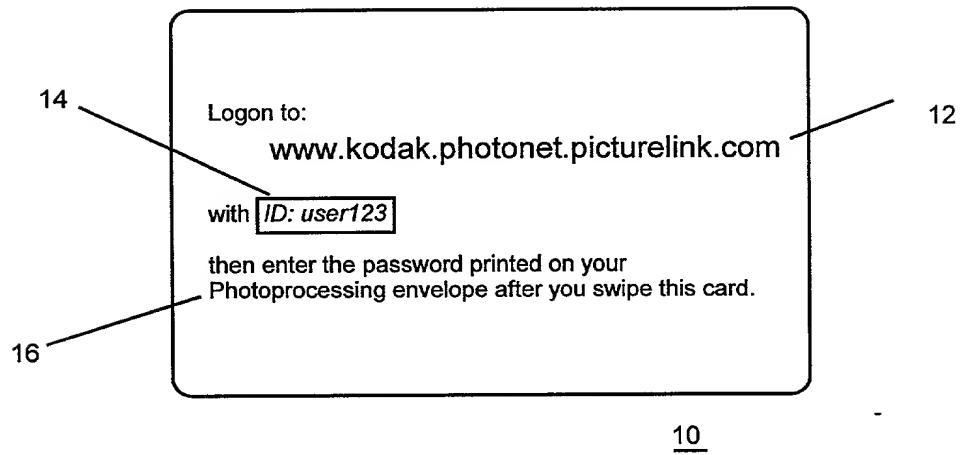 14
12
Logon to:
www.kodak.photonet.picturelink.com
with ID: user123
then enter the password printed on your
Photoprocessing envelope after you swipe this card.
16
10